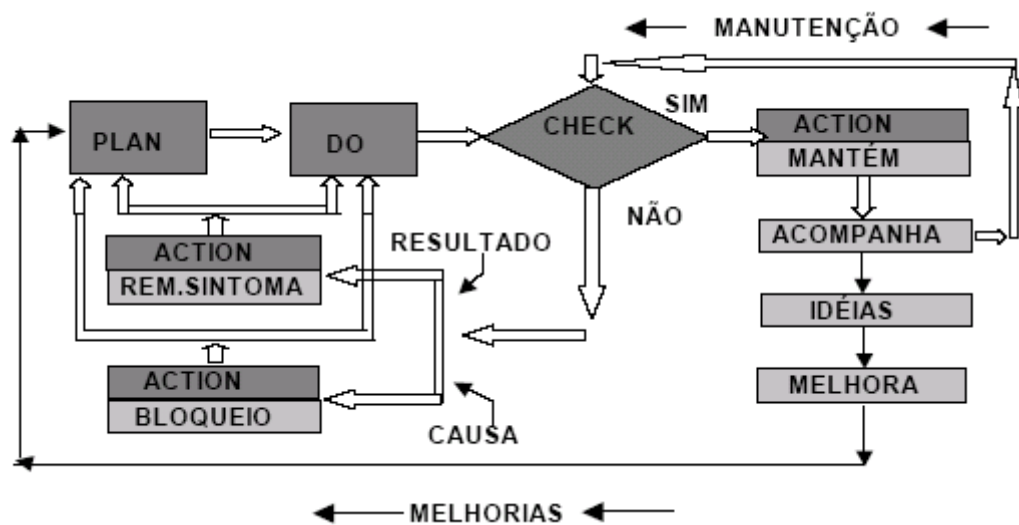 MANUTENÇÃO
PLAN
DO
CHECK
SIM
ACTION
MANTÉM
NÃO
ACOMPANHA
RESULTADO
ACTION
REM.SINTOMA
IDÉIAS
ACTION
BLOQUEIO
MELHORA
CAUSA
MELHORIAS